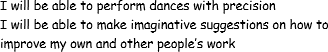 I will be able to perform dances with precision
I will be able to make imaginative suggestions on how to
improve my own and other people's work